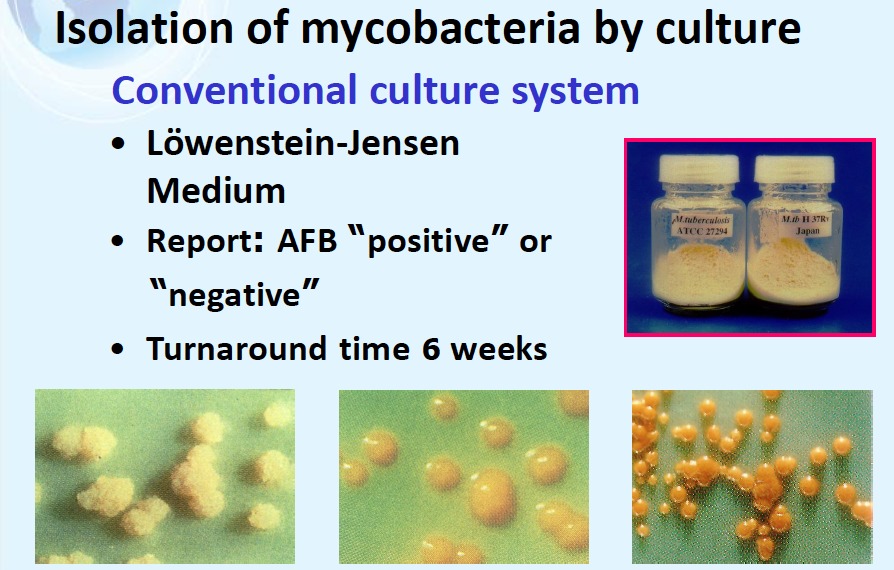 Isolation of mycobacteria by culture
Conventional culture system
• Löwenstein-Jensen
Medium
• Report: AFB “positive” or
“negative”
• Turnaround time 6 weeks
M.tuberculosis
ATCC 27294
M.tb H 37Rv
Japan